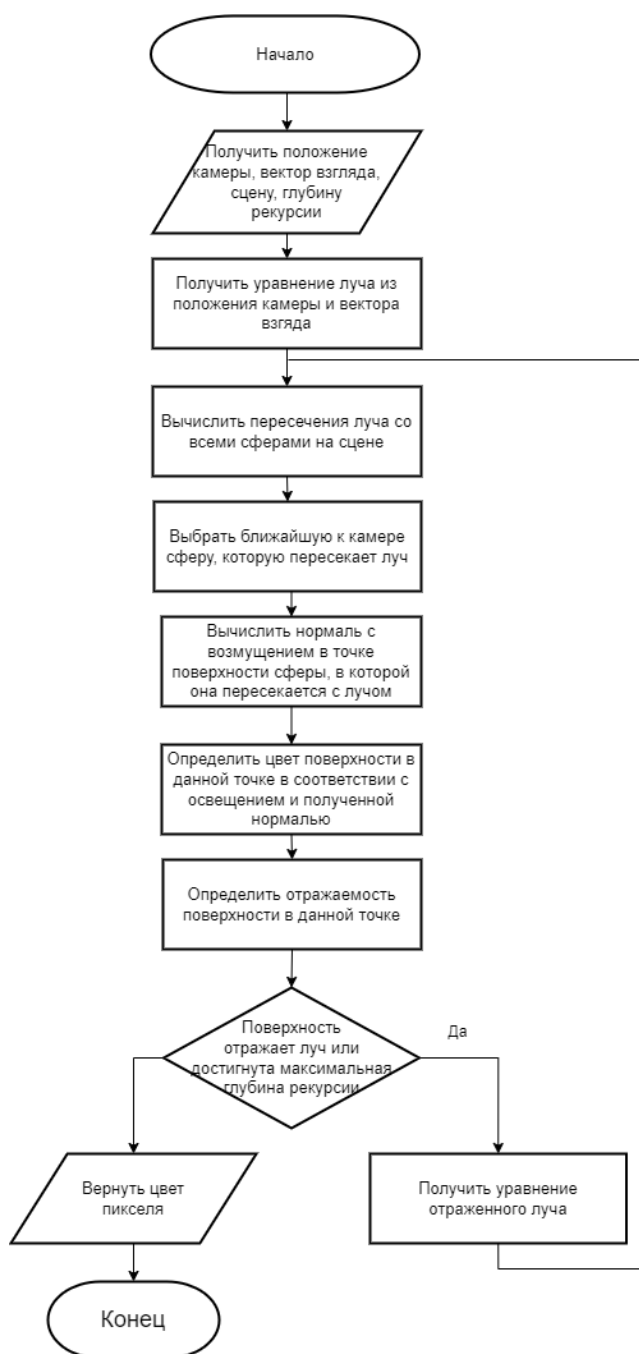 Начало
Получить положение
камеры, вектор взгляда,
сцену, глубину
рекурсии
Получить уравнение луча из
положения камеры и вектора
взгяда
Вычислить пересечения луча со
всеми сферами на сцене
Выбрать ближайшую к камере
сферу, которую пересекает луч
Вычислить нормаль с
возмущением в точке
поверхности сферы, в которой
она пересекается с лучом
Определить цвет поверхности в
данной точке в соответствии с
освещением и полученной
нормалью
Определить отражаемость
поверхности в данной точке
Поверхность
отражает луч или
достигнута максимальная
глубина рекурсии
Да
Вернуть цвет
пикселя
Получить уравнение
отраженного луча
Конец